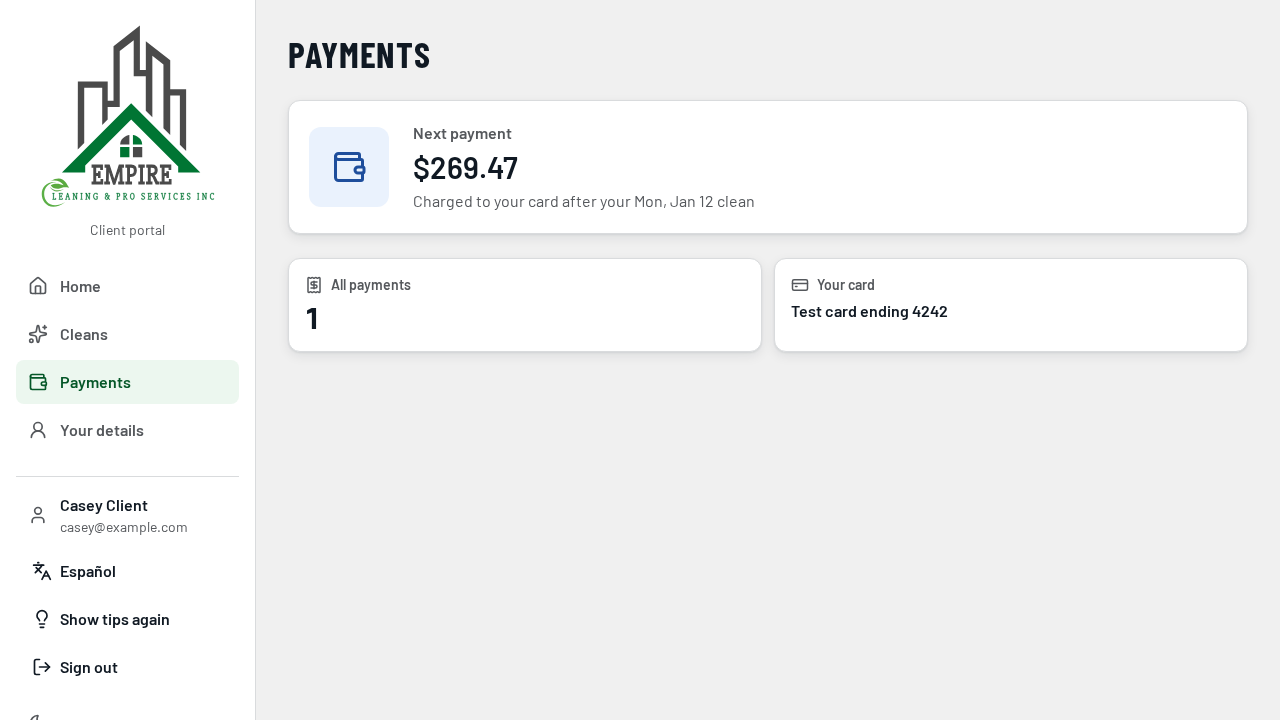 EMPIRE
LEANING & PRO SERVICES INC
Client portal
Home
Cleans
Payments
Your details
Casey Client
casey@example.com
Español
Show tips again
Sign out
PAYMENTS
Next payment
$269.47
Charged to your card after your Mon, Jan 12 clean
All payments
1
Your card
Test card ending 4242